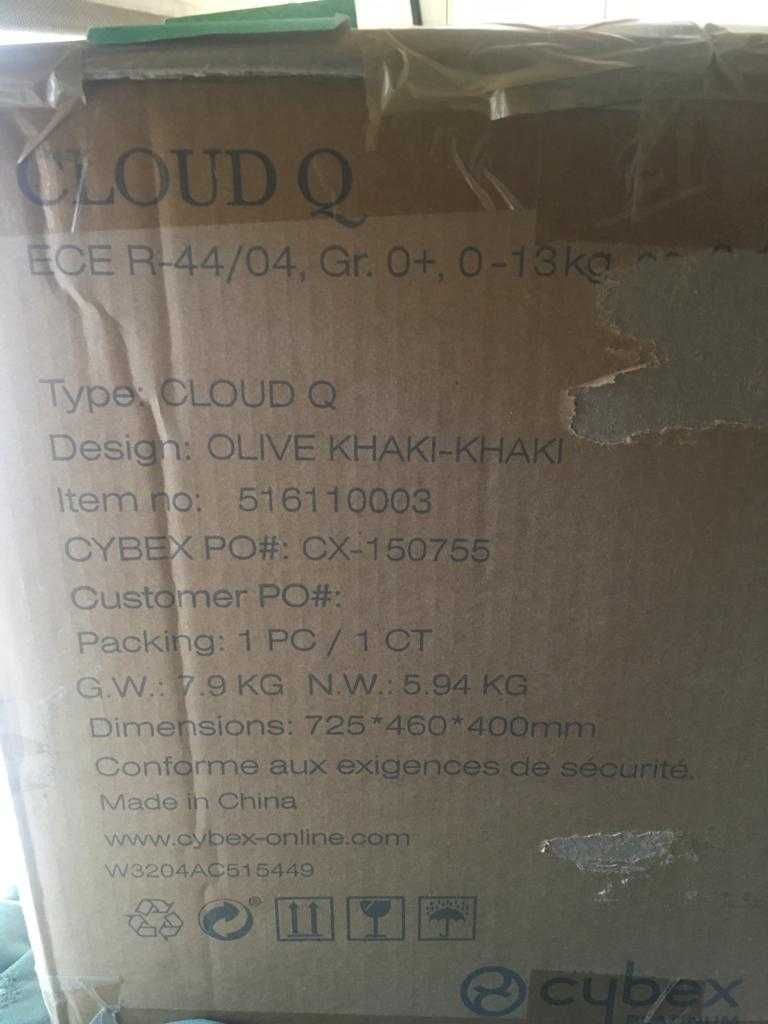 CLOUD Q
ECE R-44/04, Gr. 0+, 0-13kg
Type: CLOUD Q
Design: OLIVE KHAKI-KHAKI
Item no: 516110003
CYBEX PO#: CX-150755
Customer PO#:
Packing: 1 PC / 1 CT
G.W.: 7.9 KG N.W.: 5.94 KG
Dimensions: 725*460*400mm
Conforme aux exigences de sécurité.
Made in China
www.cybex-online.com
W3204AC515449
®
cybex
PLATINUM